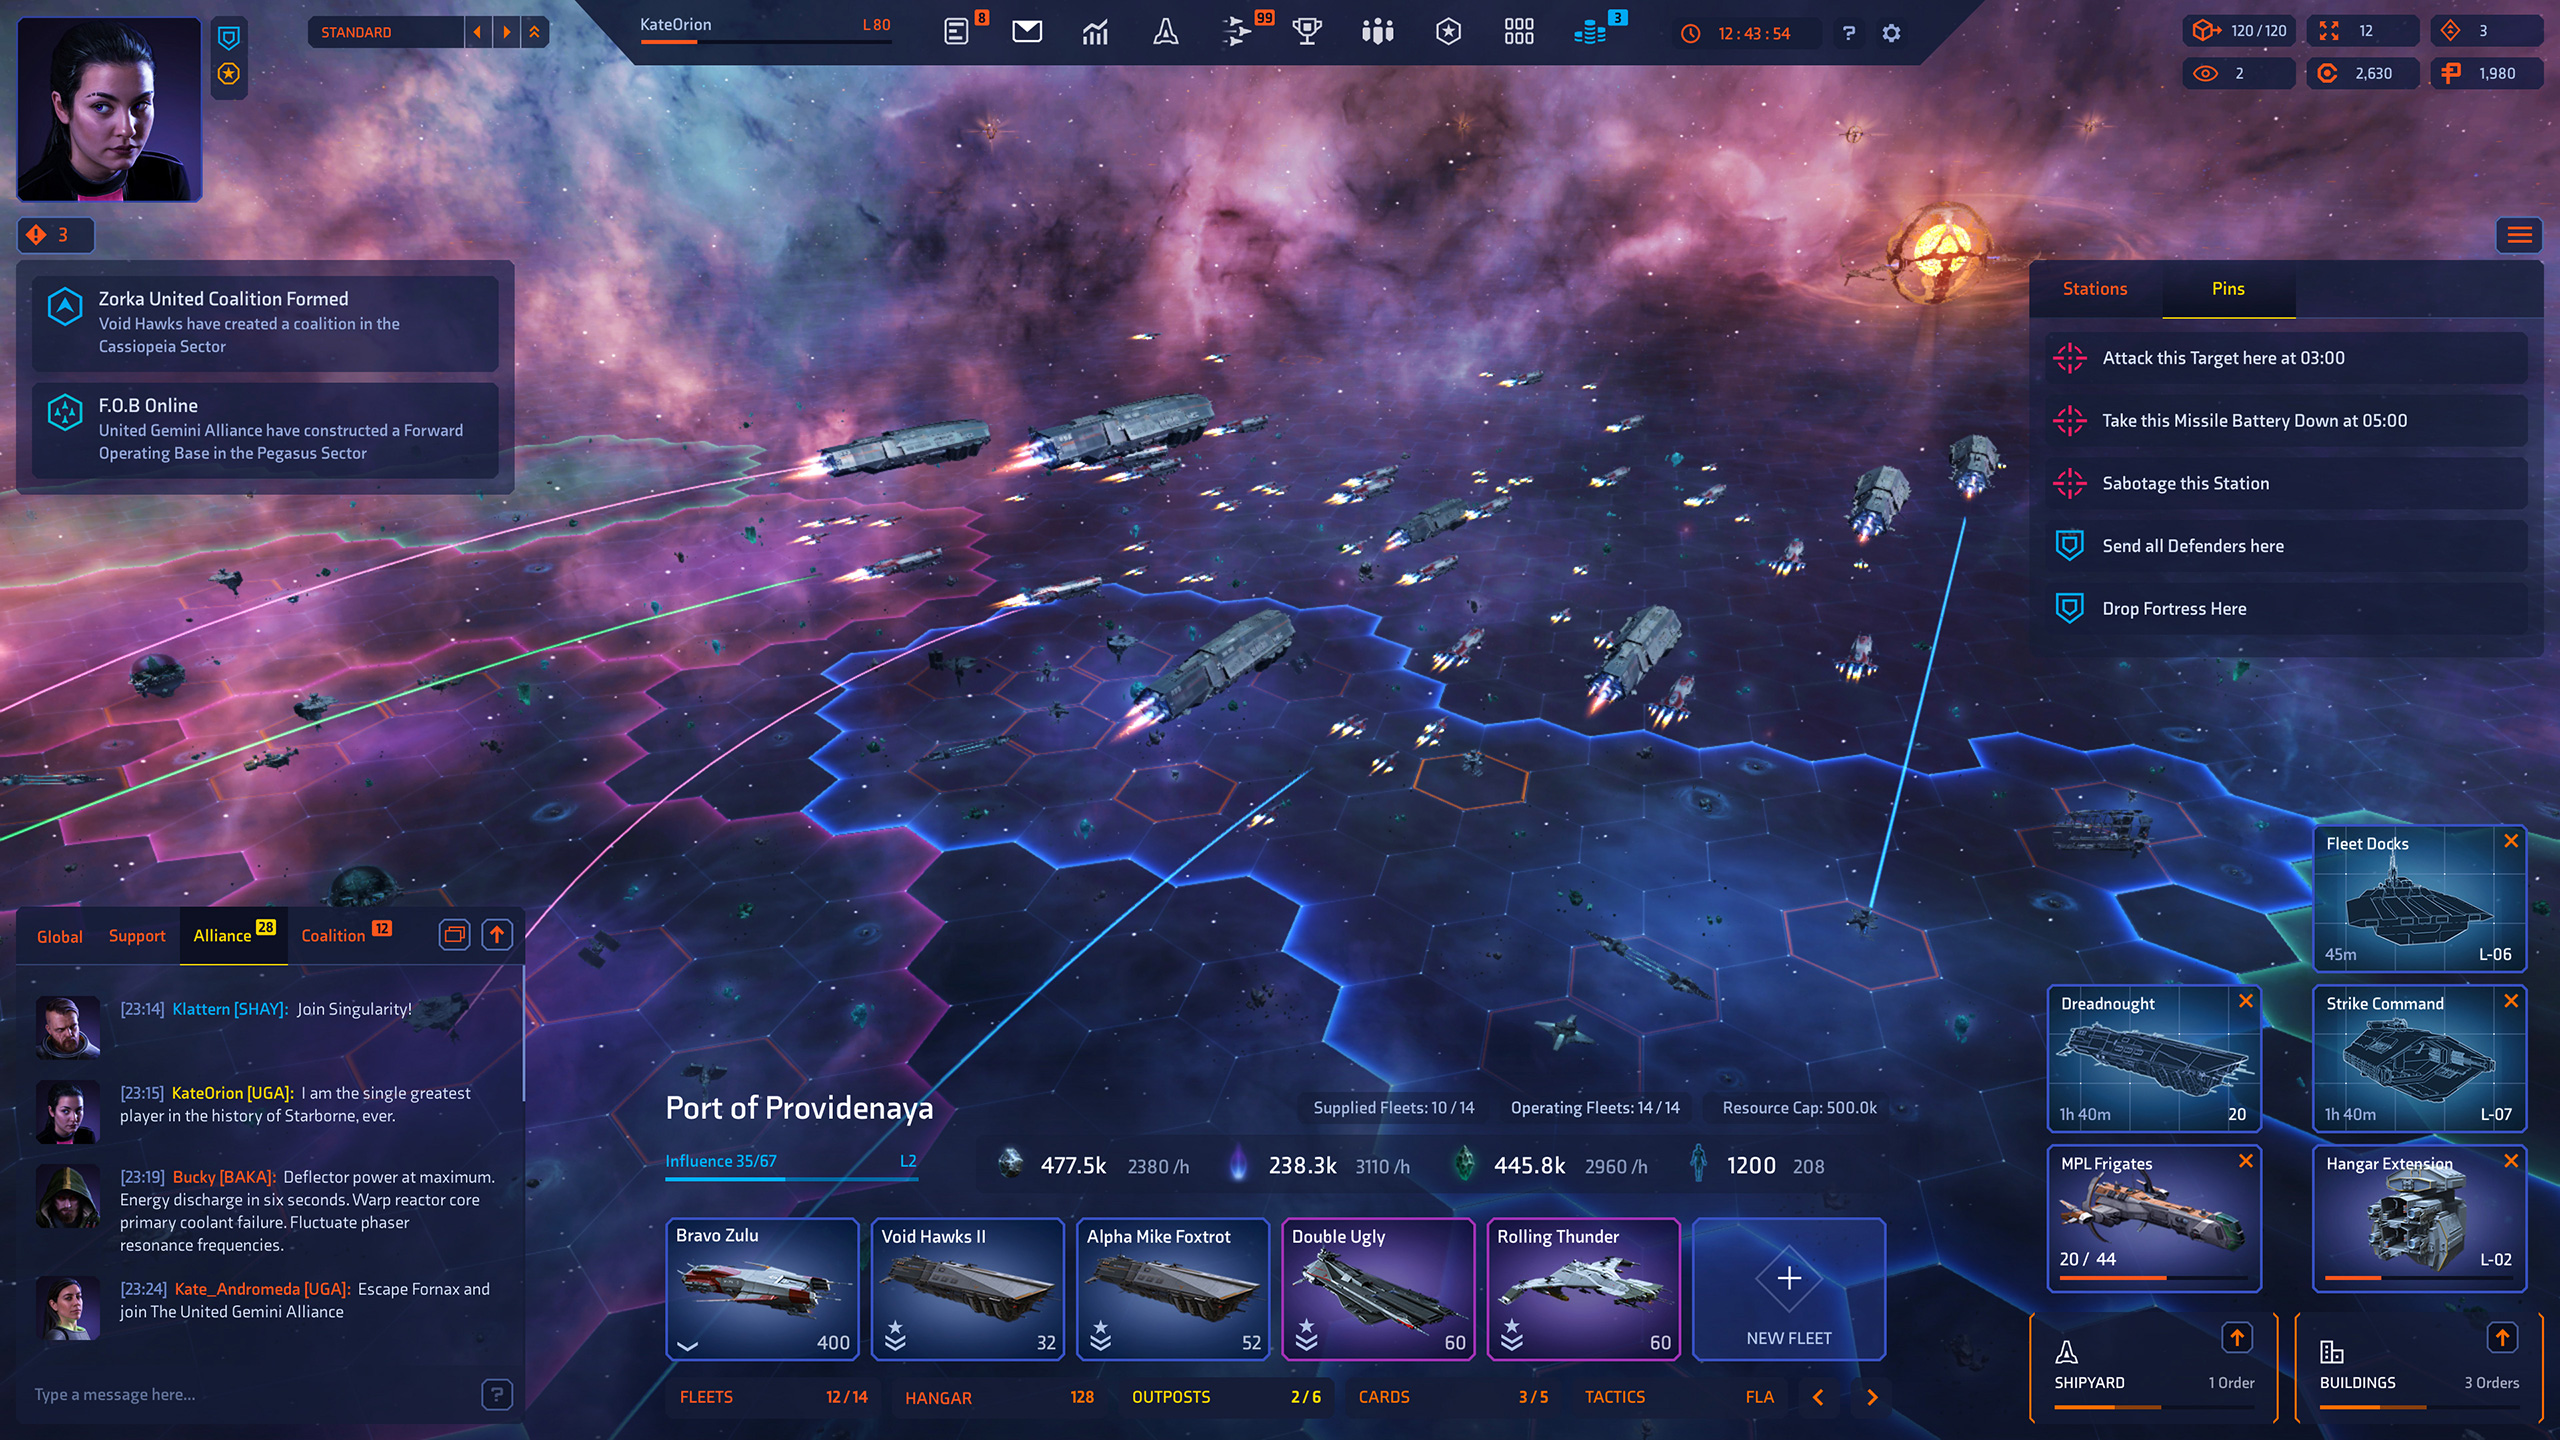 STANDARD
KateOrion
L 80
8
99
3
12 : 43 : 54
?
120 / 120
12
3
2
2,630
1,980
3
Zorka United Coalition Formed
Void Hawks have created a coalition in the
Cassiopeia Sector
F.O.B Online
United Gemini Alliance have constructed a Forward
Operating Base in the Pegasus Sector
Stations
Pins
Attack this Target here at 03:00
Take this Missile Battery Down at 05:00
Sabotage this Station
Send all Defenders here
Drop Fortress Here
Global
Support
Alliance
28
Coalition
12
[23:14] Klattern [SHAY]: Join Singularity!
[23:15] KateOrion [UGA]: I am the single greatest
player in the history of Starborne, ever.
[23:19] Bucky [BAKA]: Deflector power at maximum.
Energy discharge in six seconds. Warp reactor core
primary coolant failure. Fluctuate phaser
resonance frequencies.
[23:24] Kate_Andromeda [UGA]: Escape Fornax and
join The United Gemini Alliance
Type a message here...
?
Port of Providenaya
Influence 35/67
L2
Supplied Fleets: 10 / 14
Operating Fleets: 14 / 14
Resource Cap: 500.0k
477.5k 2380 /h
238.3k 3110 /h
445.8k 2960 /h
1200 208
Bravo Zulu
400
Void Hawks II
32
Alpha Mike Foxtrot
52
Double Ugly
60
Rolling Thunder
60
NEW FLEET
FLEETS 12 / 14
HANGAR 128
OUTPOSTS 2 / 6
CARDS 3 / 5
TACTICS
FLA
Fleet Docks
45m
L-06
Dreadnought
1h 40m
20
Strike Command
1h 40m
L-07
MPL Frigates
20 / 44
Hangar Extension
L-02
SHIPYARD
1 Order
BUILDINGS
3 Orders